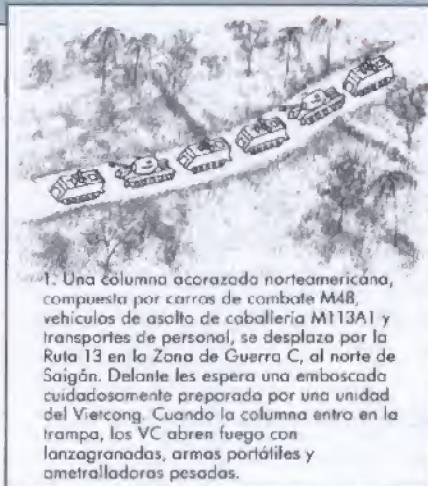 1. Una columna acorazada norteamericana,
compuesta por carros de combate M48,
vehículos de asalto de caballería M113A1 y
transportes de personal, se desplaza por la
Ruta 13 en la Zona de Guerra C, al norte de
Saigón. Delante les espera una emboscada
cuidadosamente preparada por una unidad
del Vietcong. Cuando la columna entra en la
trampa, los VC abren fuego con
lanzagranadas, armas portátiles y
ametralladoras pesadas.